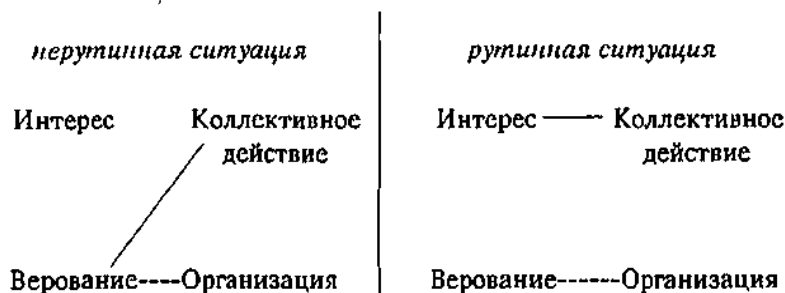 нерутинная ситуация
Интерес Коллективное
действие
Верование----Организация
рутинная ситуация
Интерес —— Коллективное
действие
Верование------Организация